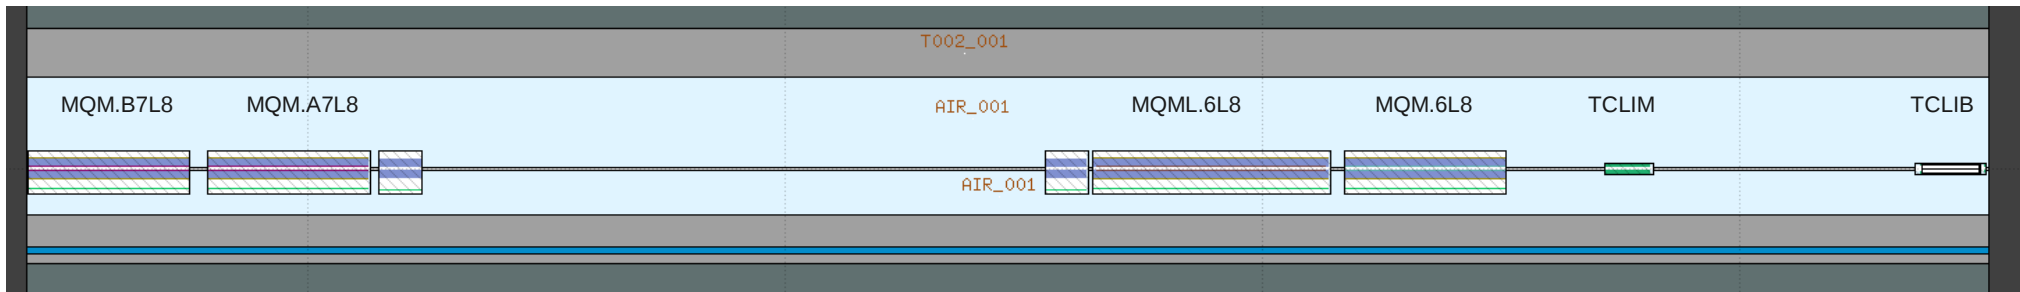 T002_001
MQM.B7L8 MQM.A7L8 AIR_001 MQML.6L8 MQM.6L8 TCLIM TCLIB
AIR_001